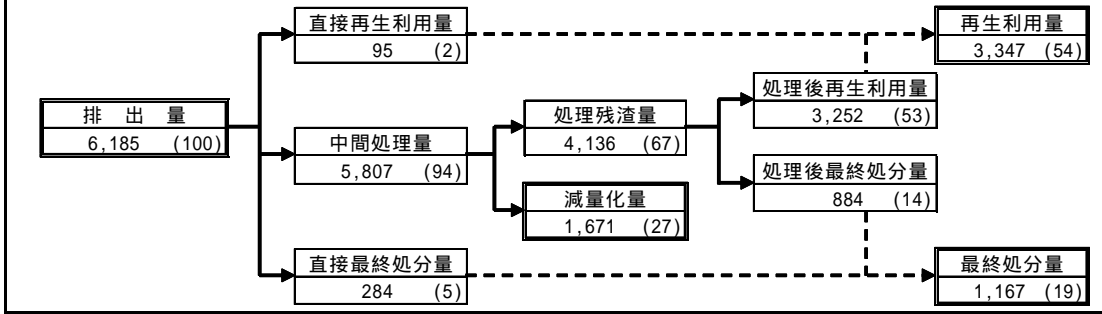 直接再生利用量
95 (2)
再生利用量
3,347 (54)
排 出 量
6,185 (100)
処理後再生利用量
3,252 (53)
処理残渣量
4,136 (67)
中間処理量
5,807 (94)
処理後最終処分量
884 (14)
減量化量
1,671 (27)
直接最終処分量
284 (5)
最終処分量
1,167 (19)